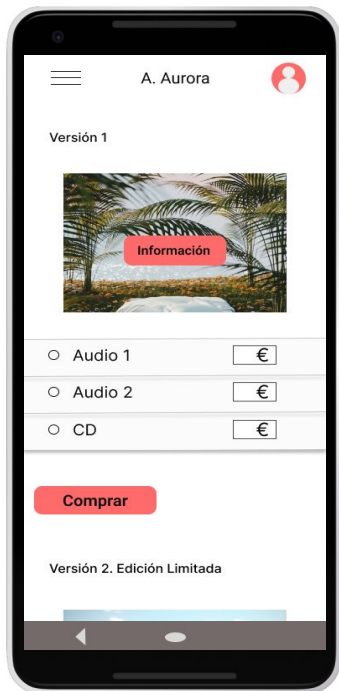 A. Aurora
Versión 1
Información
Audio 1 €
Audio 2 €
CD €
Comprar
Versión 2. Edición Limitada